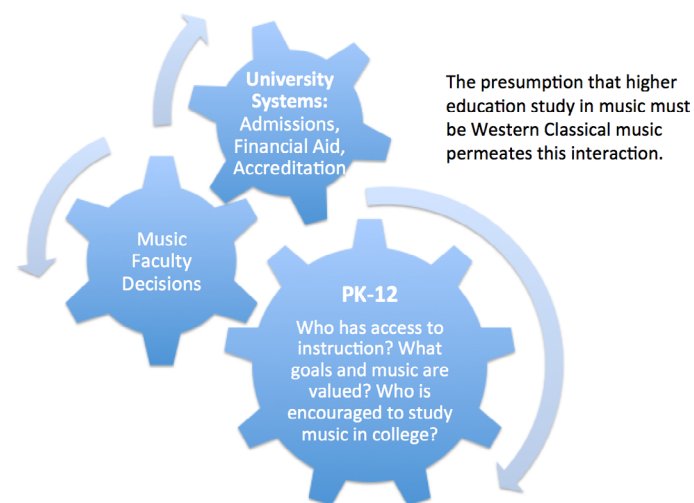 University
Systems:
Admissions,
Financial Aid,
Accreditation
The presumption that higher
education study in music must
be Western Classical music
permeates this interaction.
Music
Faculty
Decisions
PK-12
Who has access to
instruction? What
goals and music are
valued? Who is
encouraged to study
music in college?